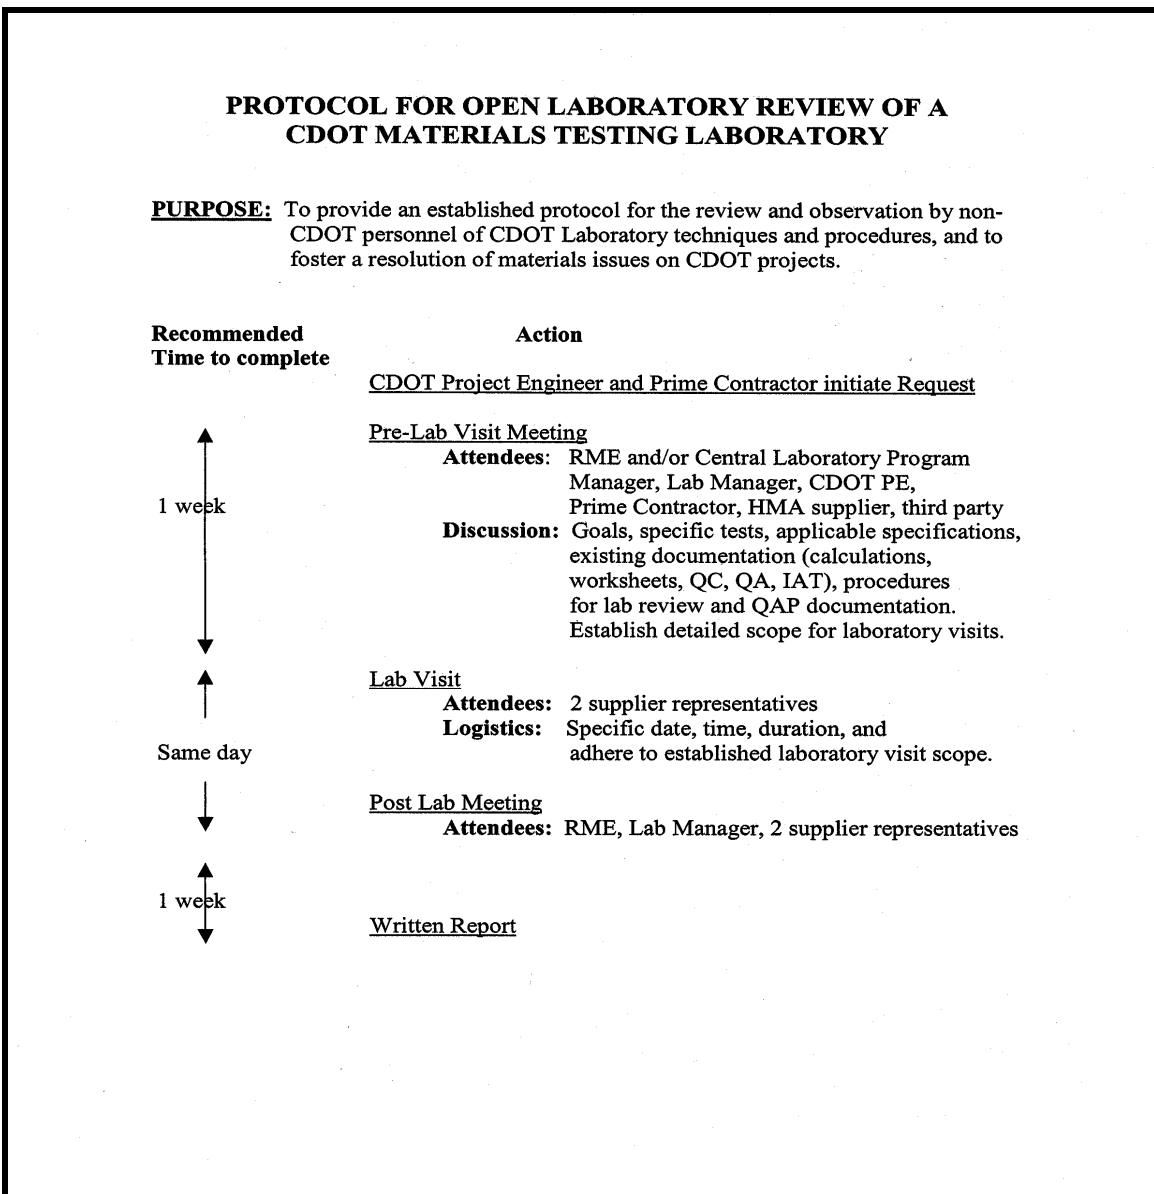 PROTOCOL FOR OPEN LABORATORY REVIEW OF A
CDOT MATERIALS TESTING LABORATORY
PURPOSE: To provide an established protocol for the review and observation by non-
CDOT personnel of CDOT Laboratory techniques and procedures, and to
foster a resolution of materials issues on CDOT projects.
Recommended Action
Time to complete
CDOT Project Engineer and Prime Contractor initiate Request
Pre-Lab Visit Meeting
Attendees: RME and/or Central Laboratory Program
Manager, Lab Manager, CDOT PE,
1 week Prime Contractor, HMA supplier, third party
Discussion: Goals, specific tests, applicable specifications,
existing documentation (calculations,
worksheets, QC, QA, IAT), procedures
for lab review and QAP documentation.
Establish detailed scope for laboratory visits.
Lab Visit
Attendees: 2 supplier representatives
Logistics: Specific date, time, duration, and
Same day adhere to established laboratory visit scope.
Post Lab Meeting
Attendees: RME, Lab Manager, 2 supplier representatives
1 week
Written Report